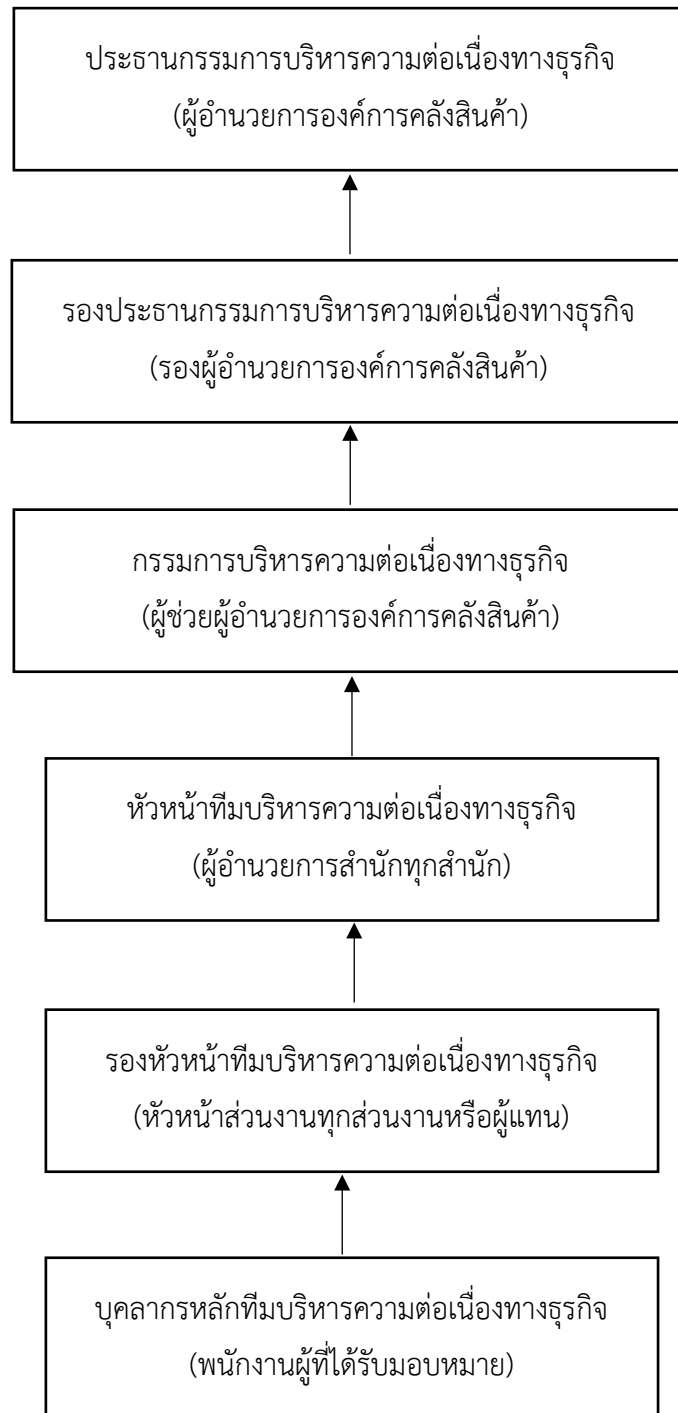 ประธานกรรมการบริหารความต่อเนื่องทางธุรกิจ
(ผู้อำนวยการองค์การคลังสินค้า)
รองประธานกรรมการบริหารความต่อเนื่องทางธุรกิจ
(รองผู้อำนวยการองค์การคลังสินค้า)
กรรมการบริหารความต่อเนื่องทางธุรกิจ
(ผู้ช่วยผู้อำนวยการองค์การคลังสินค้า)
หัวหน้าทีมบริหารความต่อเนื่องทางธุรกิจ
(ผู้อำนวยการสำนักทุกสำนัก)
รองหัวหน้าทีมบริหารความต่อเนื่องทางธุรกิจ
(หัวหน้าส่วนงานทุกส่วนงานหรือผู้แทน)
บุคลากรหลักทีมบริหารความต่อเนื่องทางธุรกิจ
(พนักงานผู้ที่ได้รับมอบหมาย)